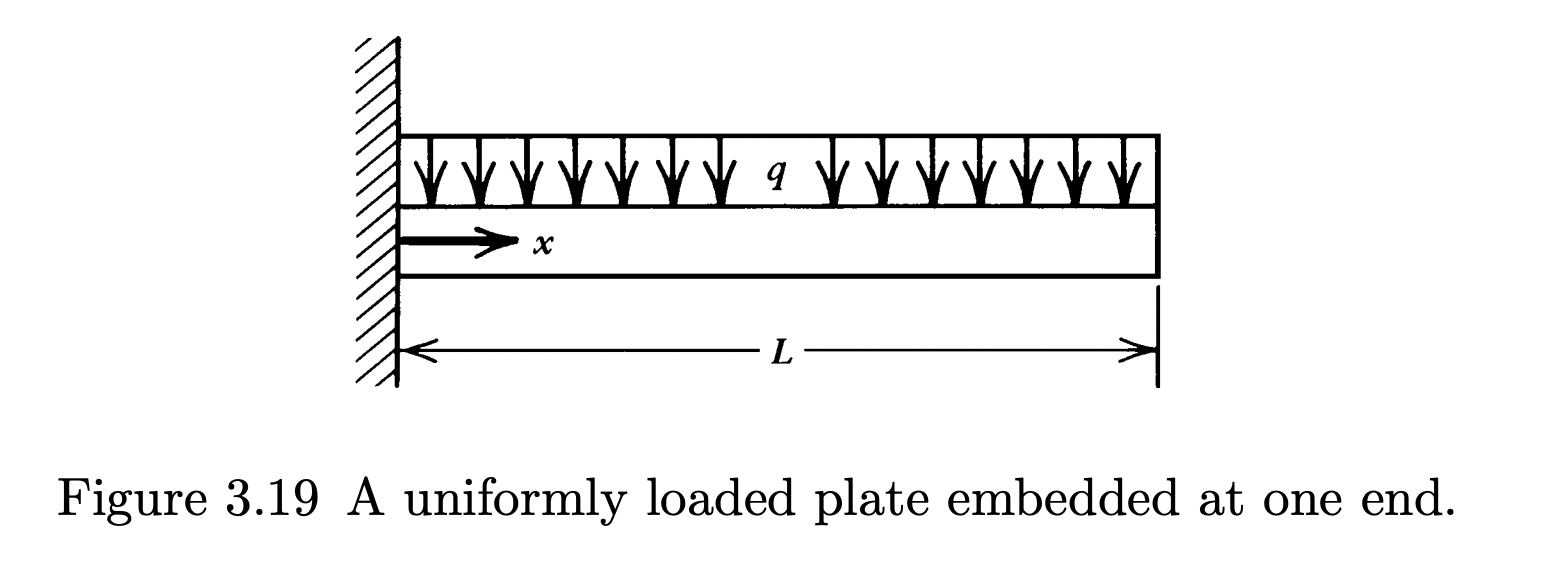 q
x
L
Figure 3.19 A uniformly loaded plate embedded at one end.